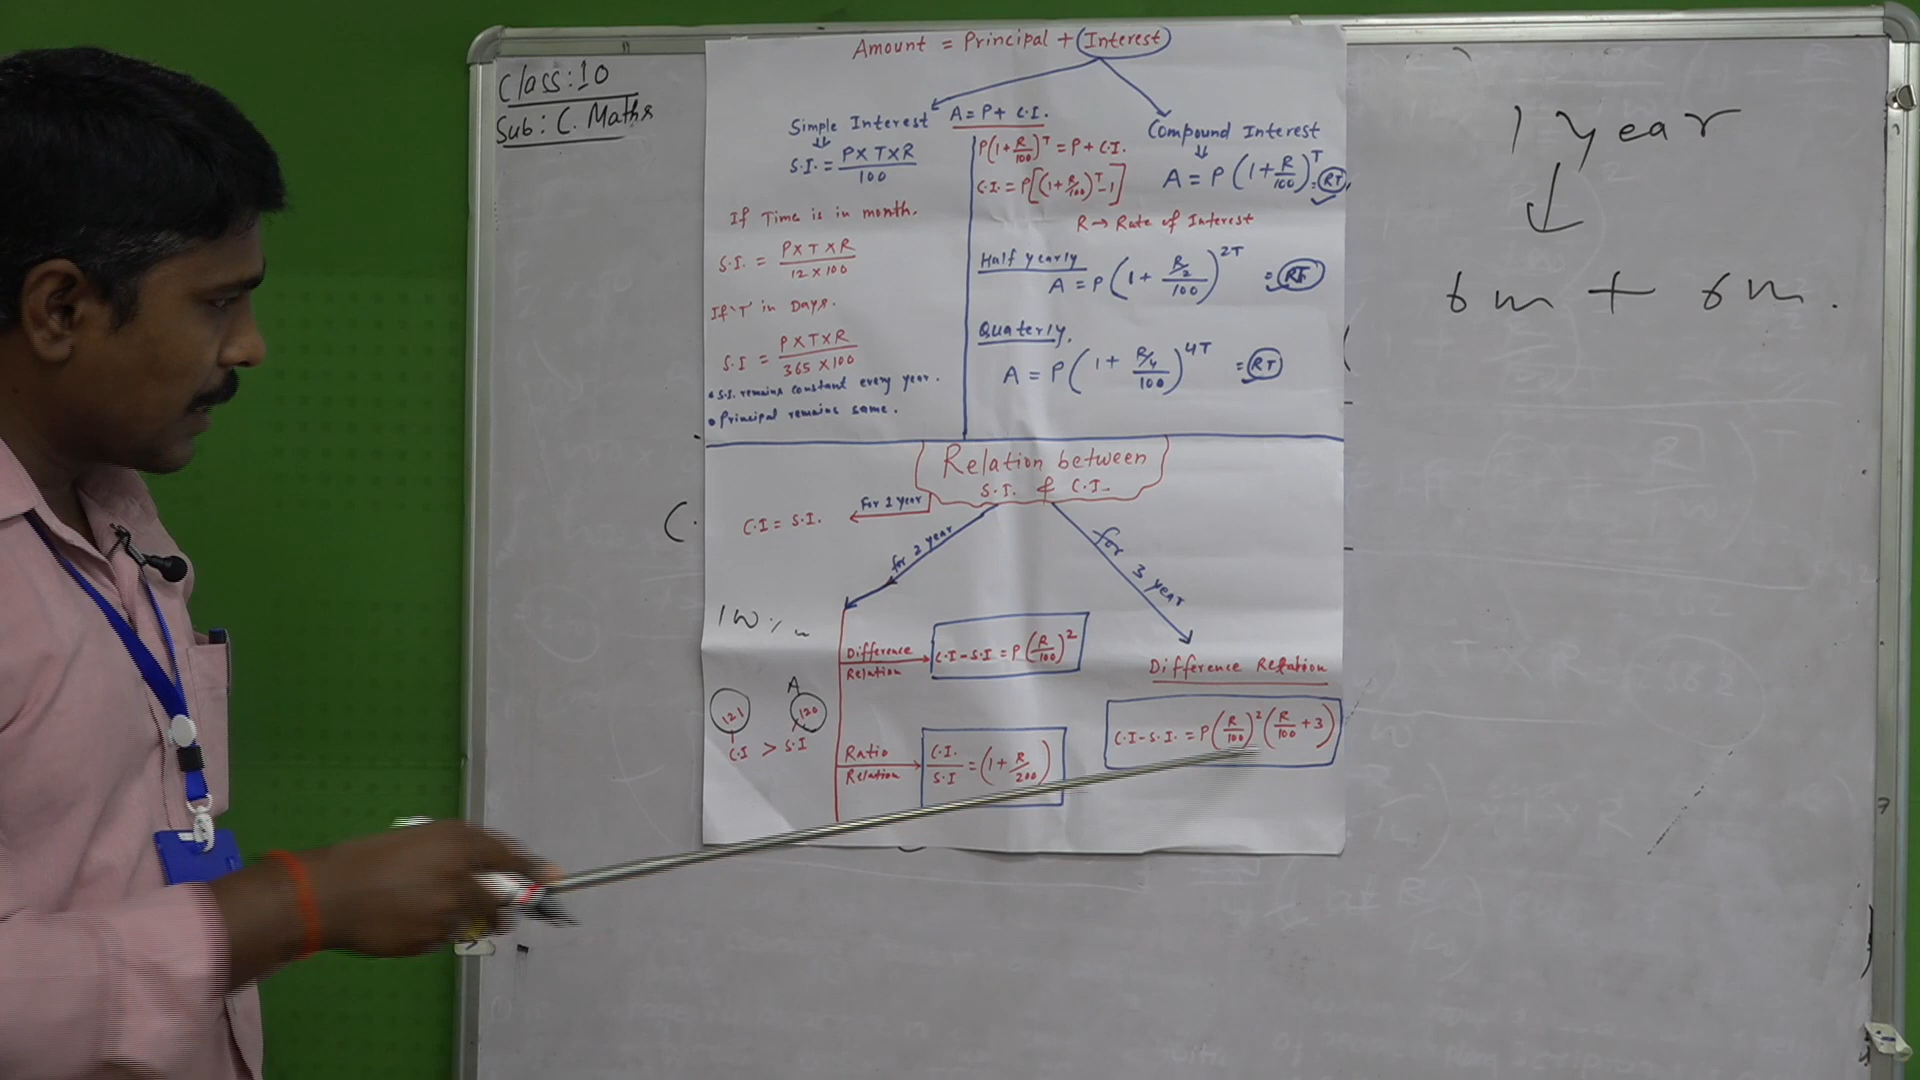 Class:10
Sub: C. Maths
Amount = Principal + Interest
Simple Interest
S.I. = P×T×R / 100
If Time is in month.
S.I. = P×T×R / 12×100
If 'T' in Days.
S.I = P×T×R / 365×100
• S.I. remains constant every year.
• Principal remains same.
A = P + C.I.
P(1+R/100)^T = P + C.I.
C.I. = P[(1+R/100)^T -1]
Compound Interest
A = P(1+R/100)^T = RT
R → Rate of Interest
Half yearly
A = P(1 + R/2 / 100)^2T = RT
Quaterly.
A = P(1 + R/4 / 100)^4T = RT
Relation between
S.I. & C.I-
For 1 year
C.I = S.I.
for 2 year
for 3 year
Difference
Relation
C.I-S.I = P(R/100)^2
Ratio
Relation
C.I. / S.I = (1+R/200)
Difference Relation
C.I-S.I. = P(R/100)^2 (R/100 +3)
A
121
120
C.I > S.I
C.
1 year
6m + 6m.